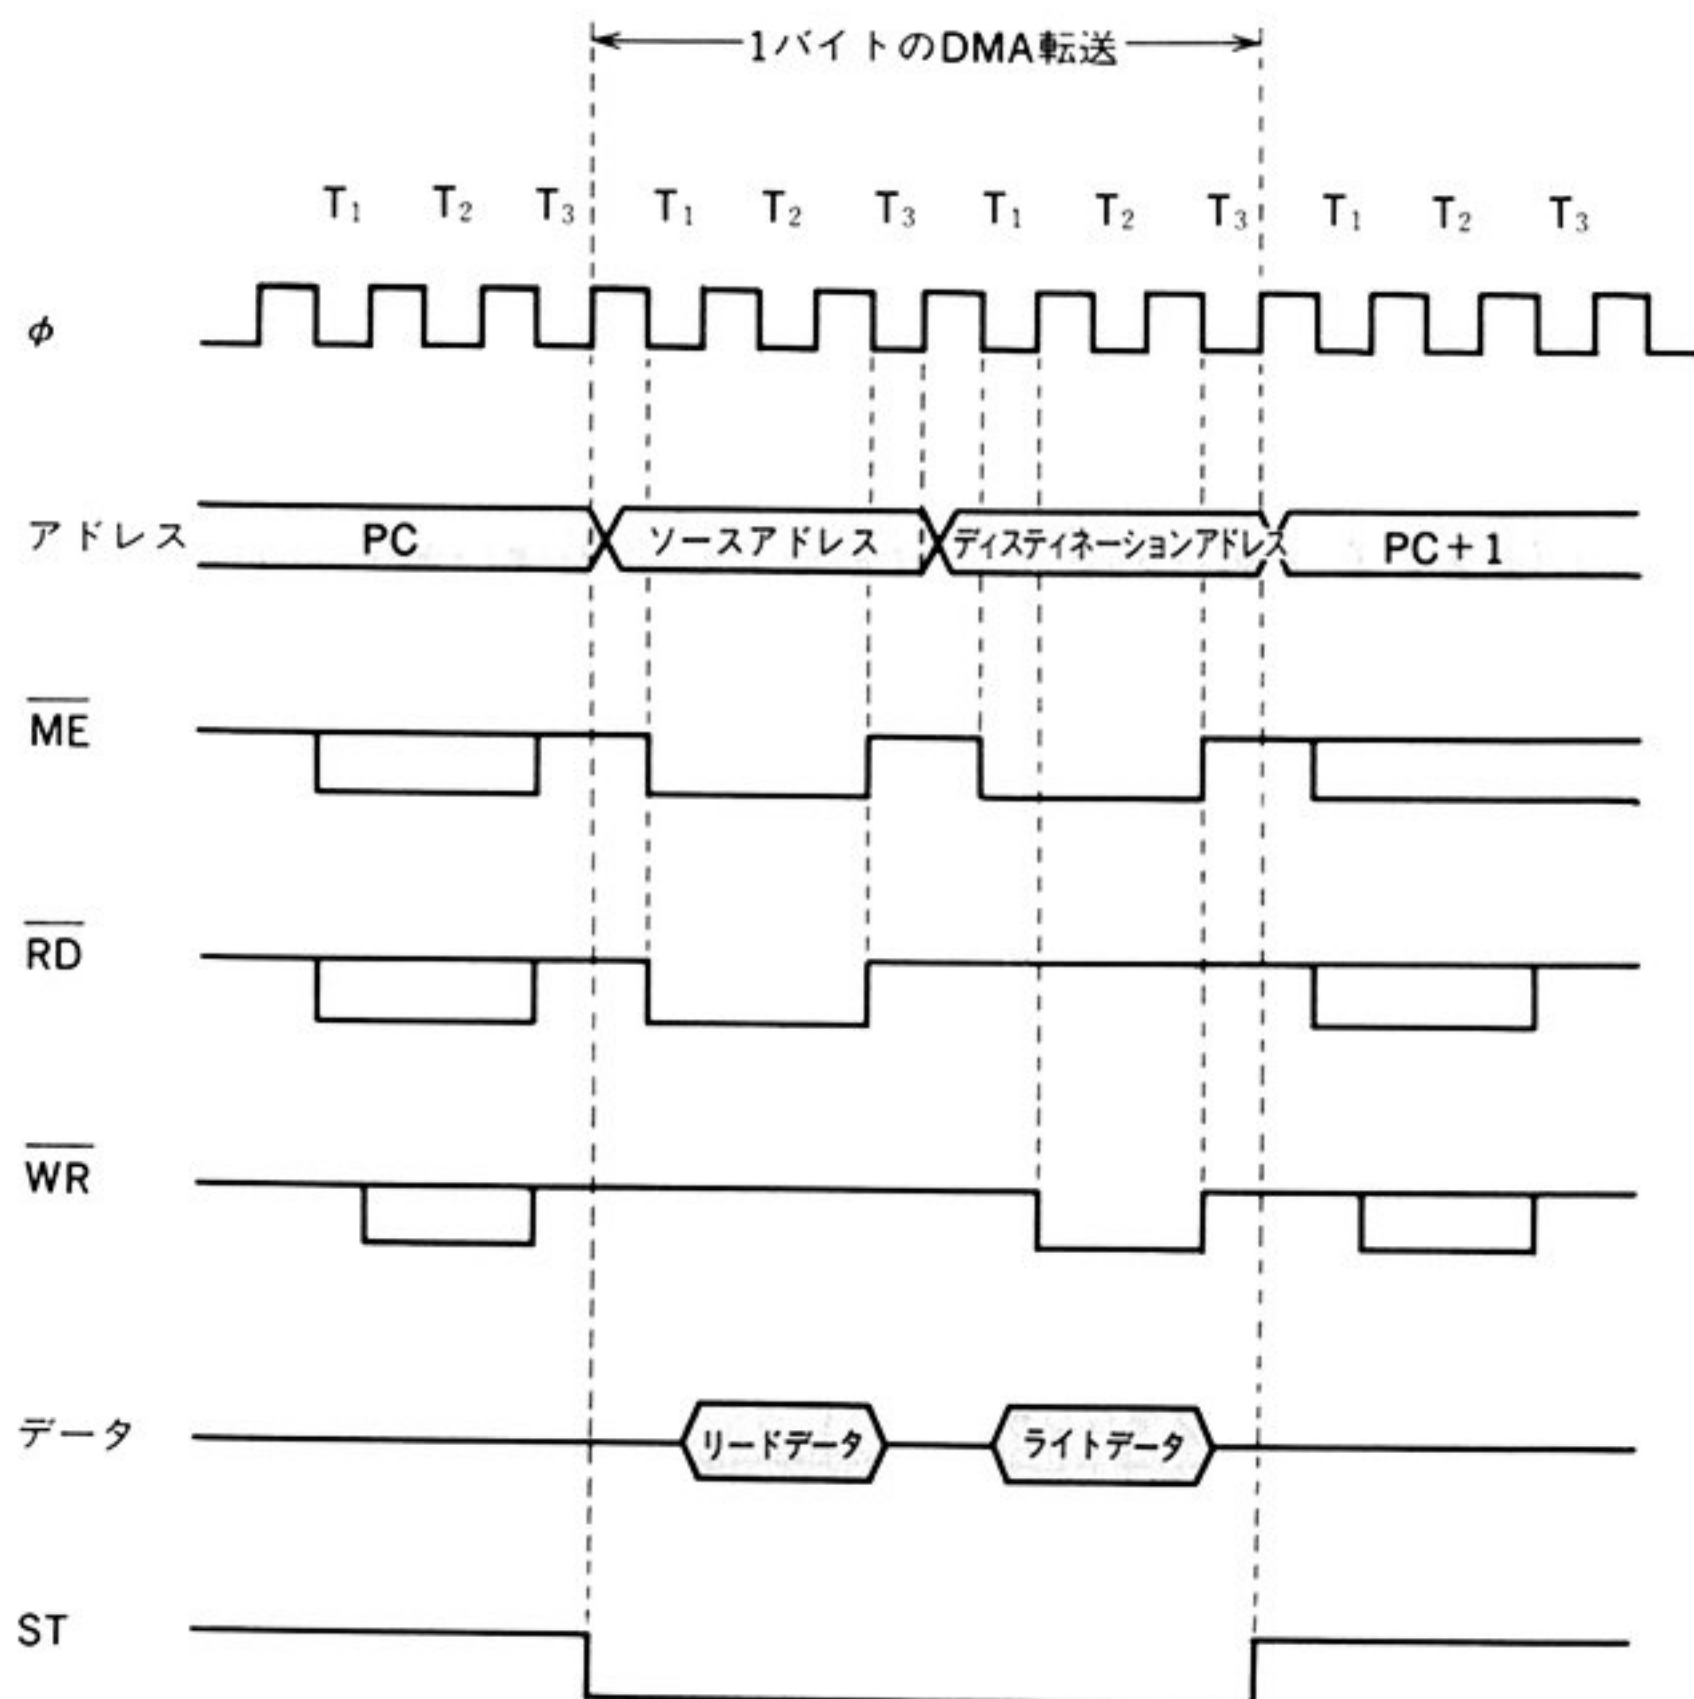 1バイトのDMA転送
T₁ T₂ T₃ T₁ T₂ T₃ T₁ T₂ T₃ T₁ T₂ T₃
φ
アドレス PC ソースアドレス ディスティネーションアドレス PC+1
M̅E̅
R̅D̅
W̅R̅
データ リードデータ ライトデータ
ST